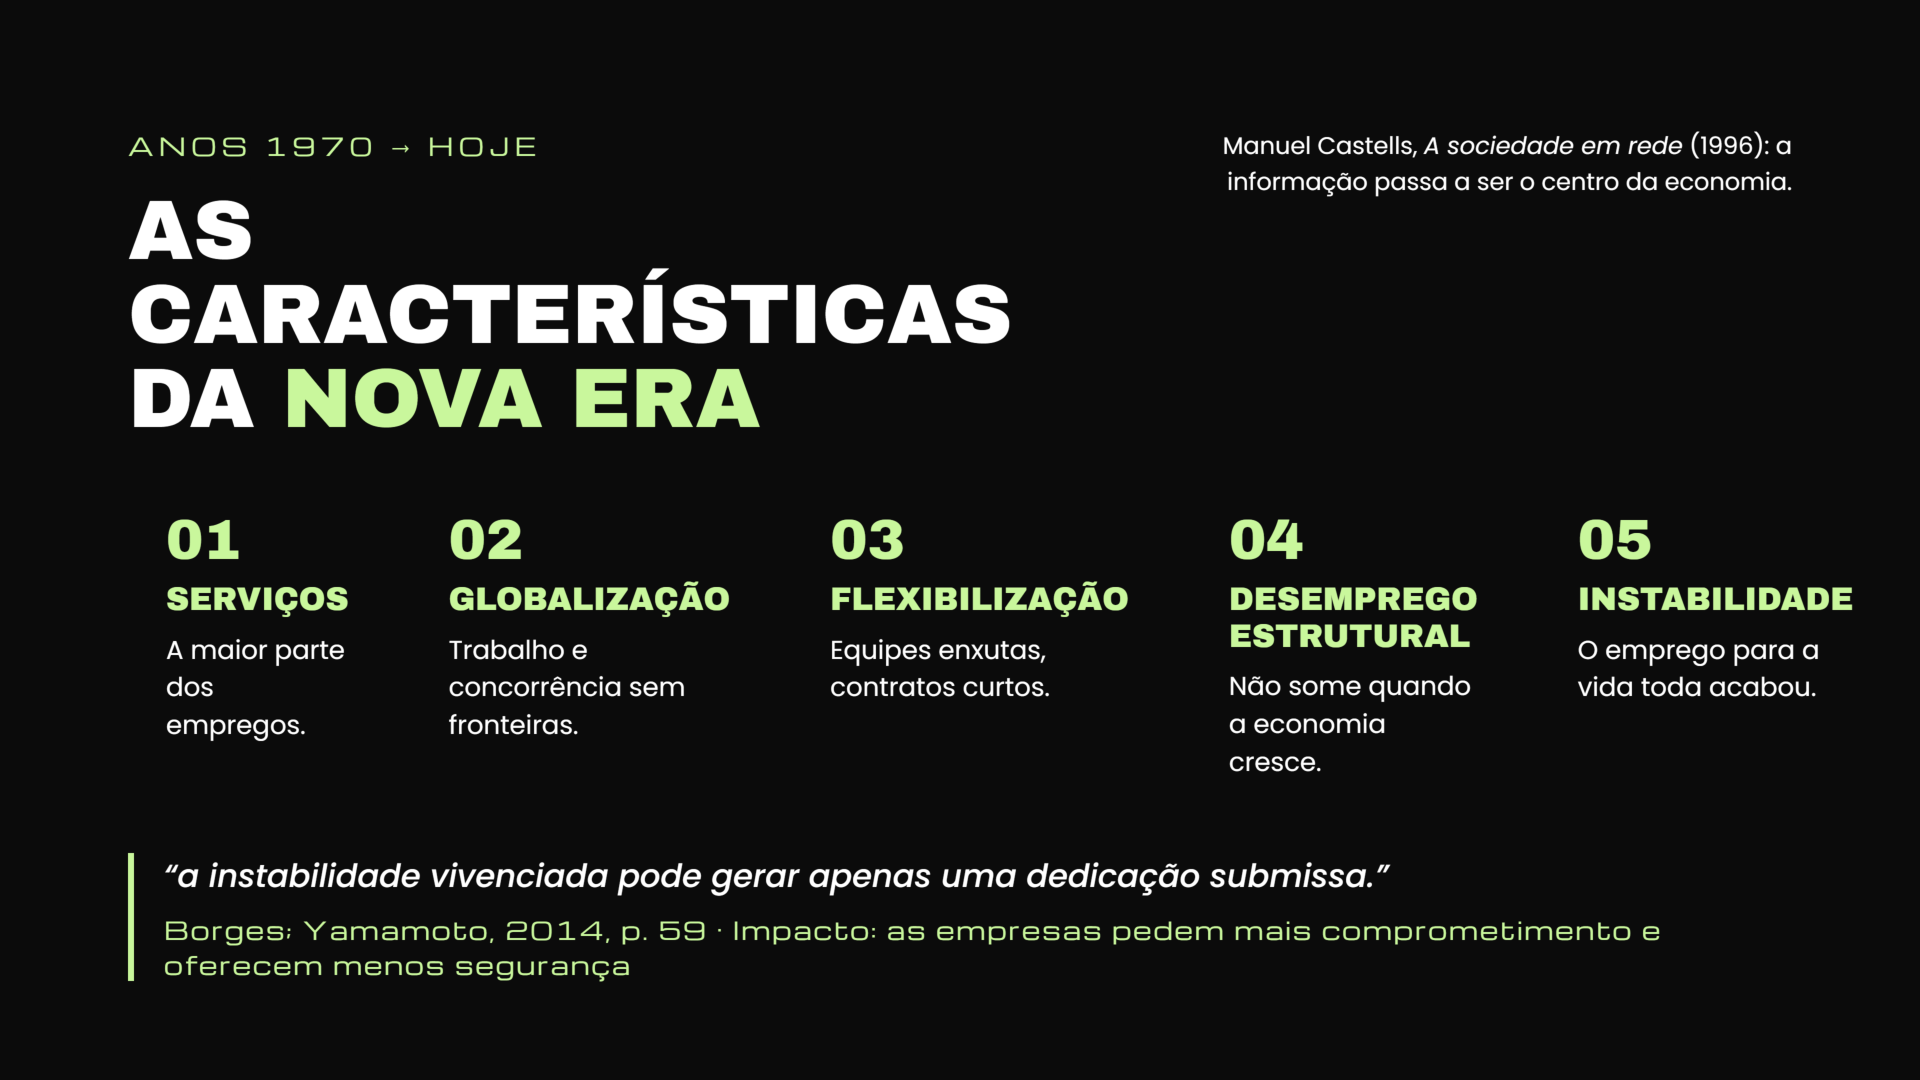 ANOS 1970 → HOJE
AS
CARACTERÍSTICAS
DA NOVA ERA
Manuel Castells, A sociedade em rede (1996): a
informação passa a ser o centro da economia.
01
SERVIÇOS
A maior parte
dos
empregos.
02
GLOBALIZAÇÃO
Trabalho e
concorrência sem
fronteiras.
03
FLEXIBILIZAÇÃO
Equipes enxutas,
contratos curtos.
04
DESEMPREGO
ESTRUTURAL
Não some quando
a economia
cresce.
05
INSTABILIDADE
O emprego para a
vida toda acabou.
“a instabilidade vivenciada pode gerar apenas uma dedicação submissa.”
Borges; Yamamoto, 2014, p. 59 · Impacto: as empresas pedem mais comprometimento e
oferecem menos segurança